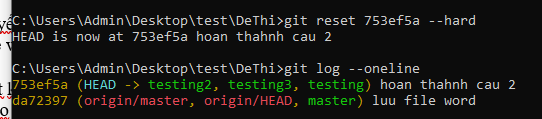 C:\Users\Admin\Desktop\test\DeThi>git reset 753ef5a --hard
HEAD is now at 753ef5a hoan thahnh cau 2
C:\Users\Admin\Desktop\test\DeThi>git log --oneline
753ef5a (HEAD -> testing2, testing3, testing) hoan thahnh cau 2
da72397 (origin/master, origin/HEAD, master) luu file word